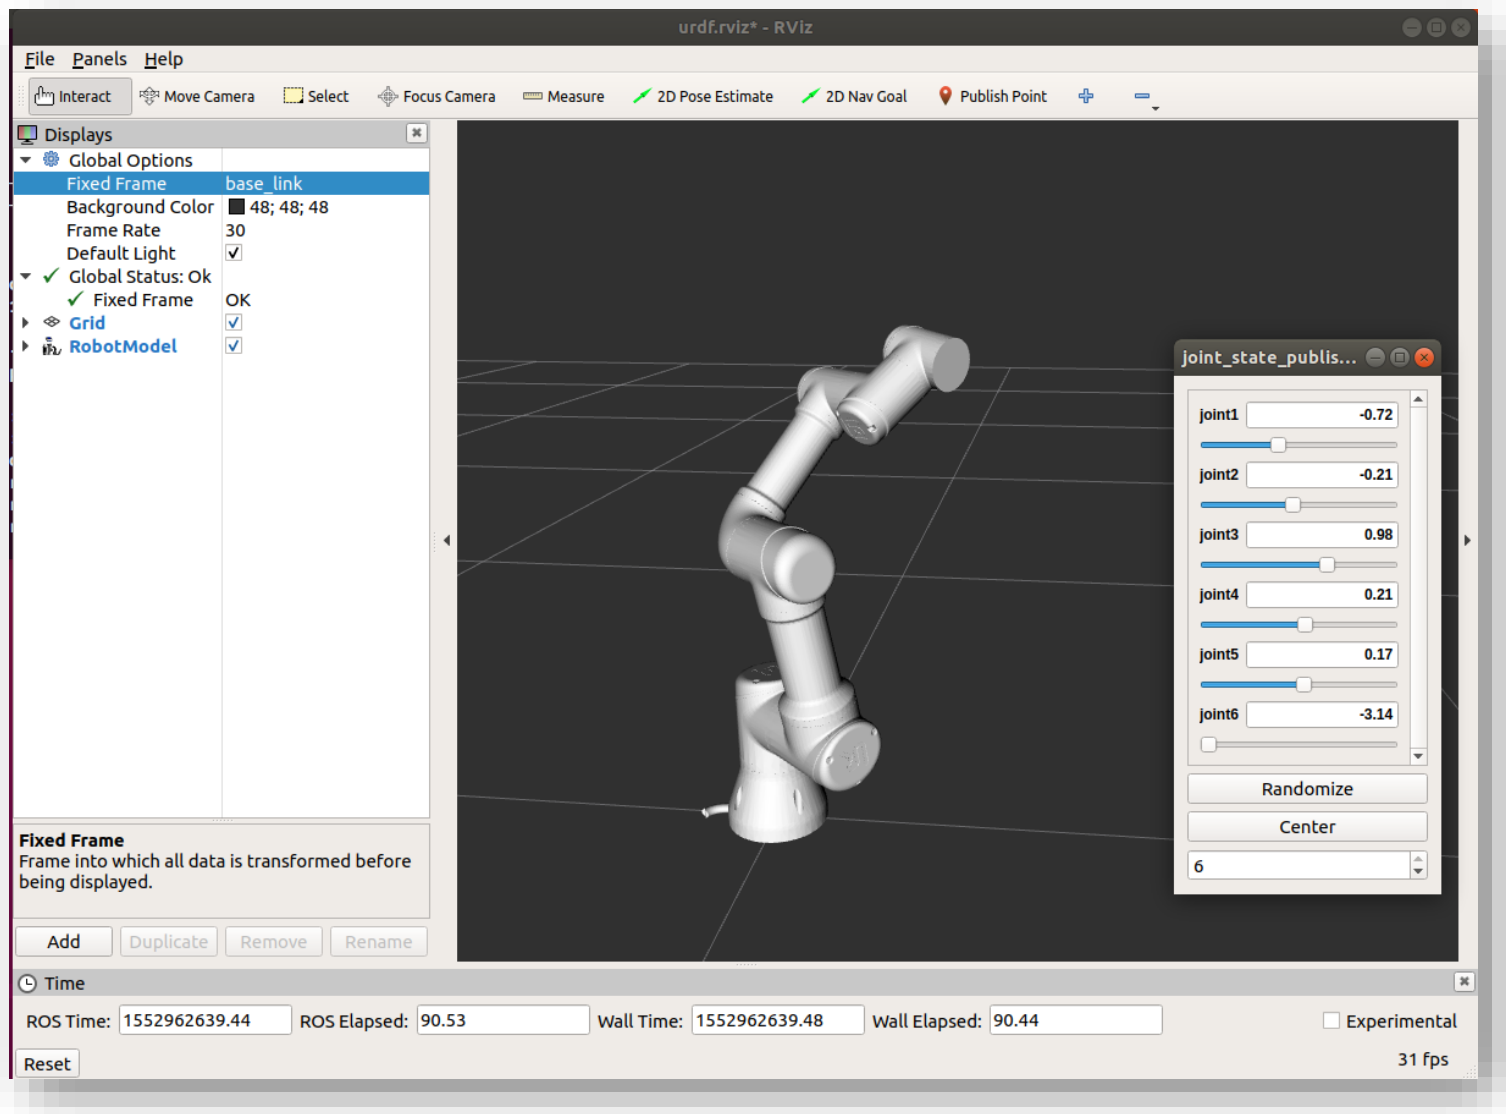 urdf.rviz* - RViz
File Panels Help
Interact Move Camera Select Focus Camera Measure 2D Pose Estimate 2D Nav Goal Publish Point
Displays
Global Options
Fixed Frame base_link
Background Color 48; 48; 48
Frame Rate 30
Default Light
Global Status: Ok
Fixed Frame OK
Grid
RobotModel
Fixed Frame
Frame into which all data is transformed before
being displayed.
Add Duplicate Remove Rename
joint_state_publis...
joint1 -0.72
joint2 -0.21
joint3 0.98
joint4 0.21
joint5 0.17
joint6 -3.14
Randomize
Center
6
Time
ROS Time: 1552962639.44 ROS Elapsed: 90.53 Wall Time: 1552962639.48 Wall Elapsed: 90.44 Experimental
Reset 31 fps